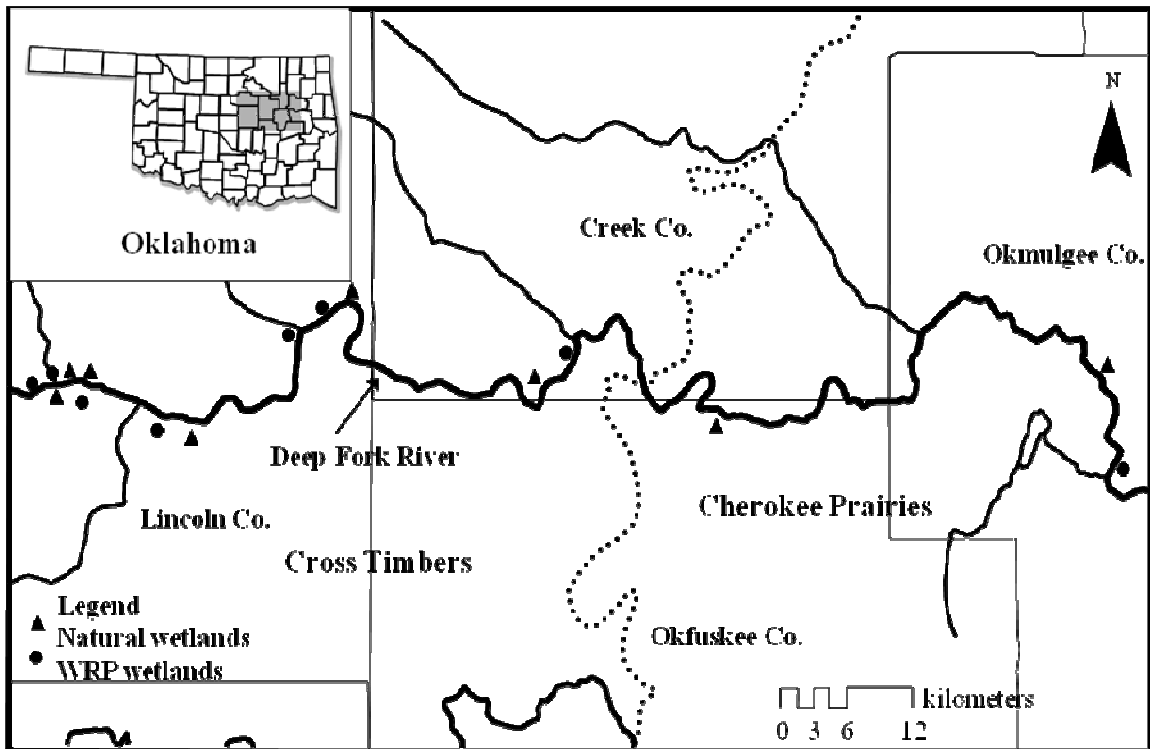 Oklahoma
N
Creek Co.
Okmulgee Co.
Deep Fork River
Lincoln Co.
Cherokee Prairies
Cross Timbers
Legend
Natural wetlands
WRP wetlands
Okfuskee Co.
kilometers
0 3 6 12